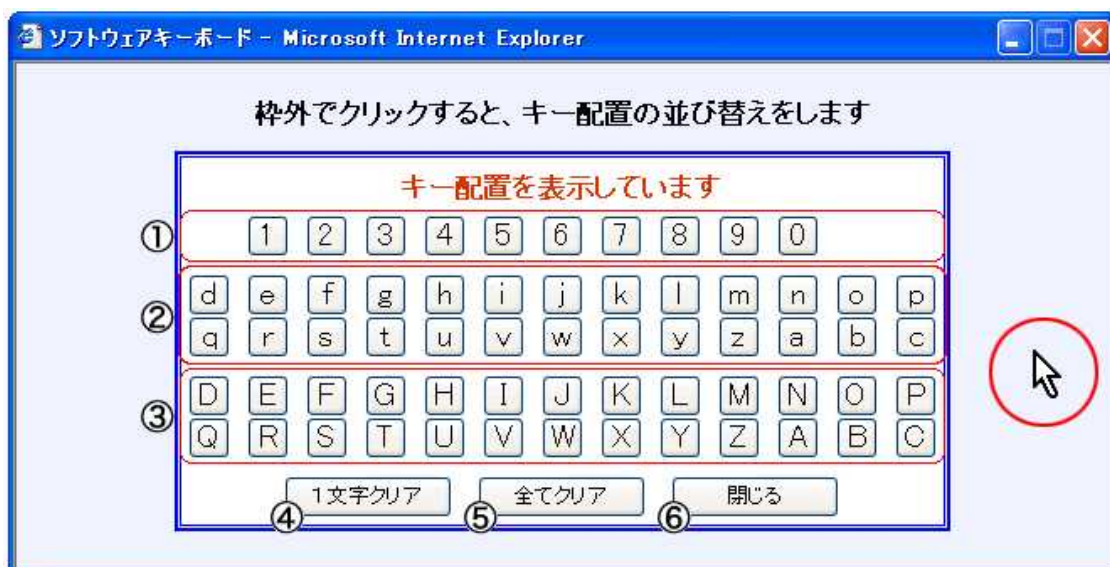 ソフトウェアキーボード - Microsoft Internet Explorer
枠外でクリックすると、キー配置の並び替えをします
キー配置を表示しています
① 1 2 3 4 5 6 7 8 9 0
d e f g h i j k l m n o p
②
q r s t u v w x y z a b c
D E F G H I J K L M N O P
③
Q R S T U V W X Y Z A B C
④ 1文字クリア ⑤ 全てクリア ⑥ 閉じる